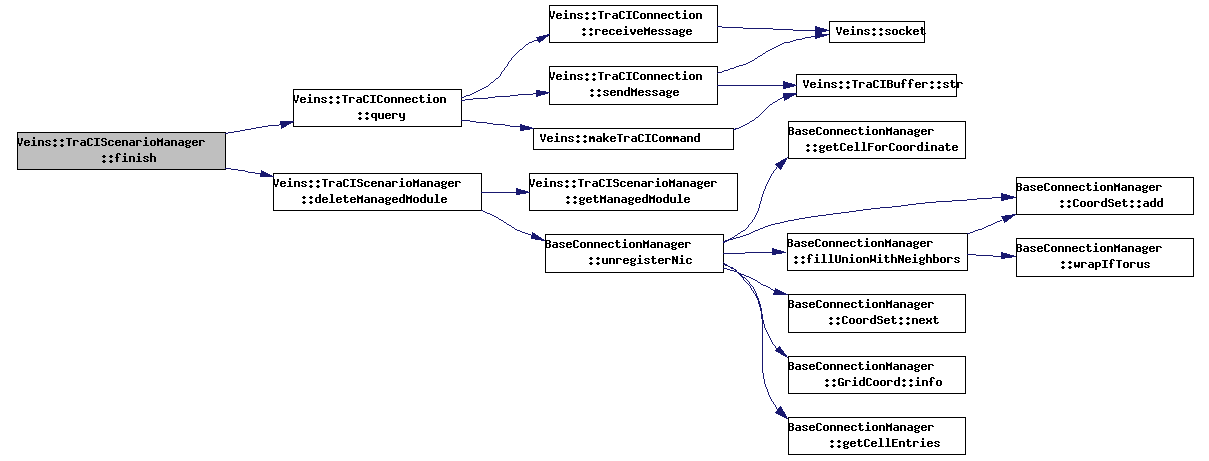 Veins::TraCIScenarioManager
::finish
Veins::TraCIConnection
::query
Veins::TraCIScenarioManager
::deleteManagedModule
Veins::TraCIConnection
::receiveMessage
Veins::TraCIConnection
::sendMessage
Veins::makeTraCICommand
Veins::TraCIScenarioManager
::getManagedModule
BaseConnectionManager
::unregisterNic
Veins::socket
Veins::TraCIBuffer::str
BaseConnectionManager
::getCellForCoordinate
BaseConnectionManager
::fillUnionWithNeighbors
BaseConnectionManager
::CoordSet::next
BaseConnectionManager
::GridCoord::info
BaseConnectionManager
::getCellEntries
BaseConnectionManager
::CoordSet::add
BaseConnectionManager
::wrapIfTorus